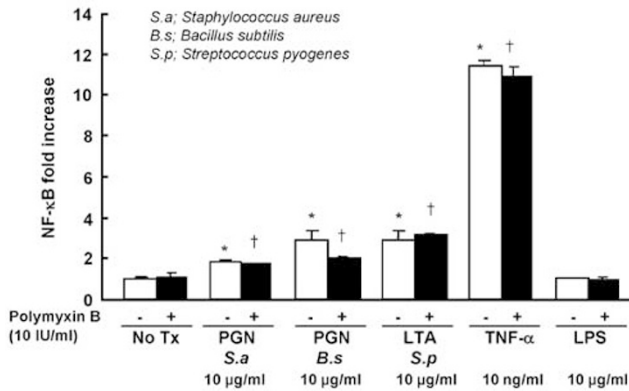 S.a; Staphylococcus aureus
B.s; Bacillus subtilis
S.p; Streptococcus pyogenes
NF-κB fold increase
14
12
10
8
6
4
2
0
* † * † * † * †
Polymyxin B - + - + - + - + - + - +
(10 IU/ml) No Tx PGN PGN LTA TNF-α LPS
S.a B.s S.p
10 μg/ml 10 μg/ml 10 μg/ml 10 ng/ml 10 μg/ml